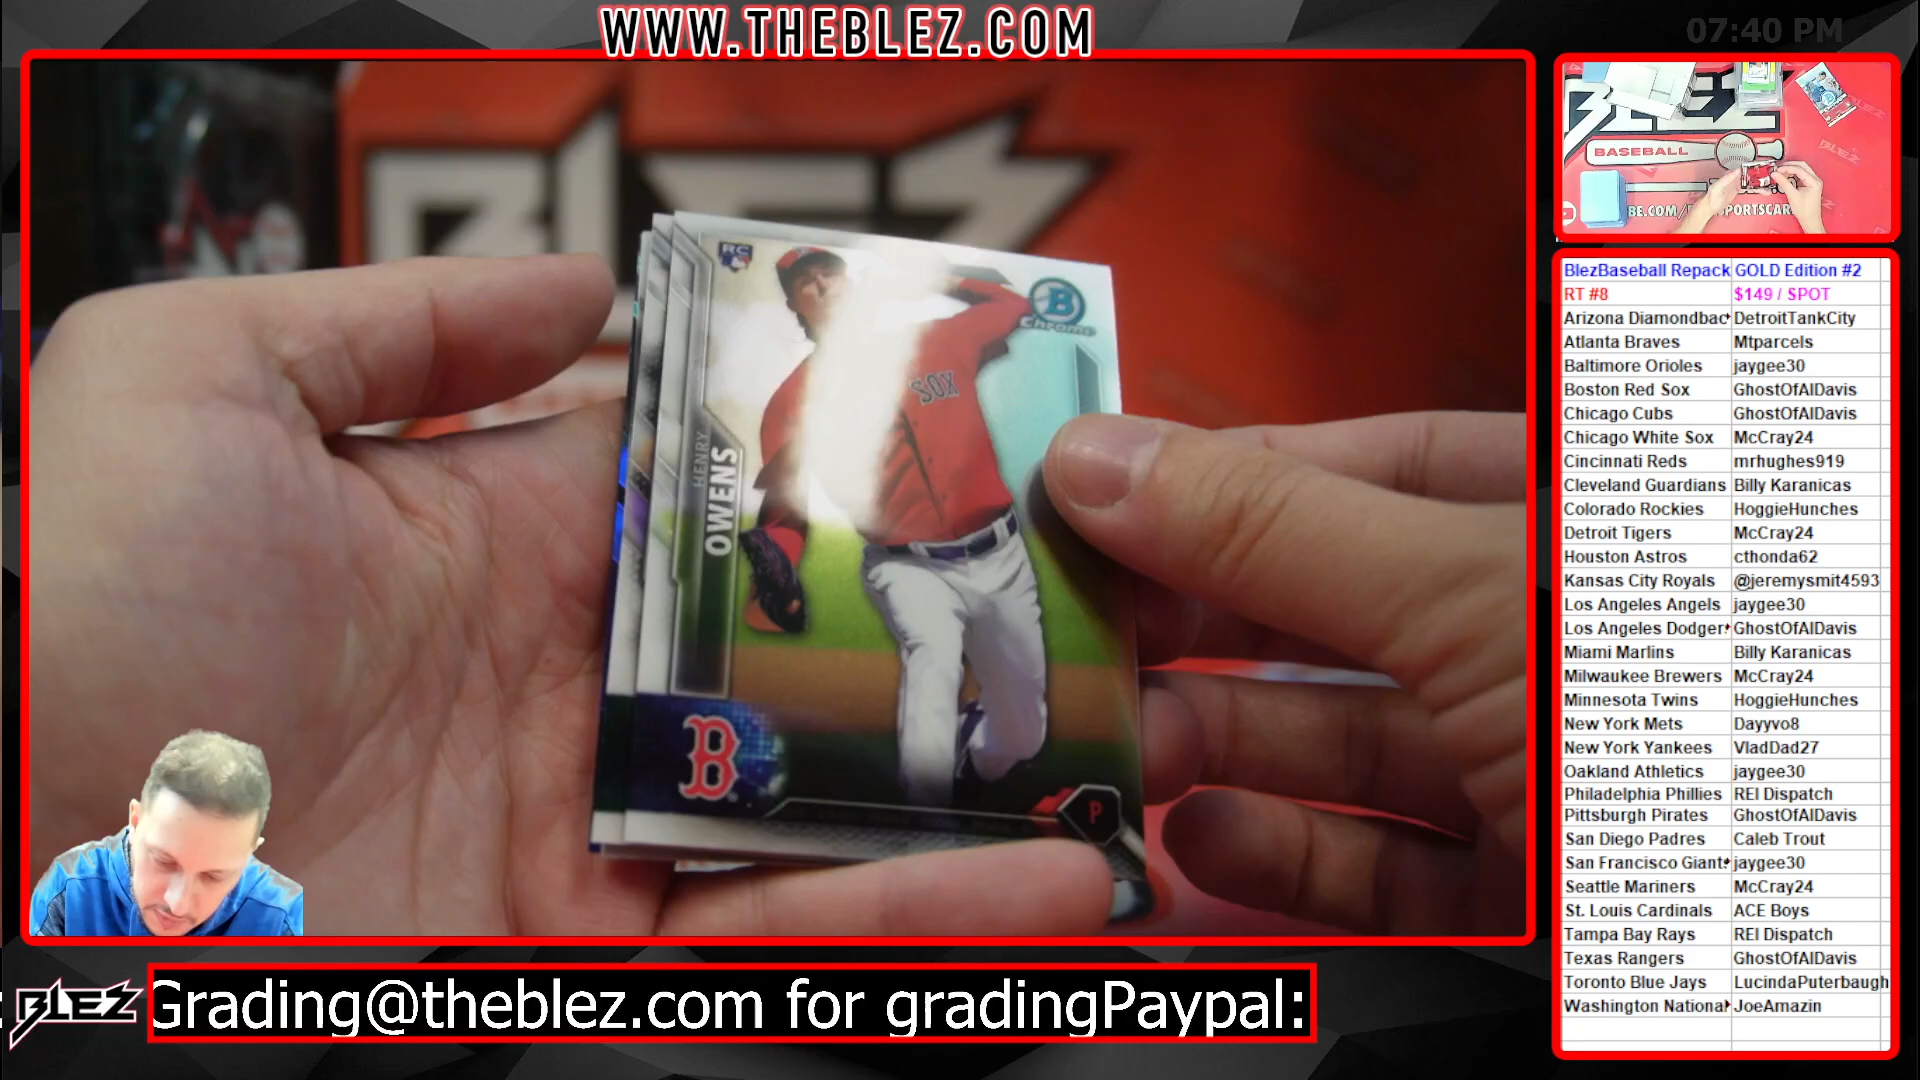 WWW.THEBLEZ.COM
07:40 PM
BLEZ
RC
B
Chrome
SOX
HENRY
OWENS
B
P
BASEBALL
BLEZ
BlezBaseball Repack GOLD Edition #2
RT #8 $149 / SPOT
Arizona Diamondbac DetroitTankCity
Atlanta Braves Mtparcels
Baltimore Orioles jaygee30
Boston Red Sox GhostOfAlDavis
Chicago Cubs GhostOfAlDavis
Chicago White Sox McCray24
Cincinnati Reds mrhughes919
Cleveland Guardians Billy Karanicas
Colorado Rockies HoggieHunches
Detroit Tigers McCray24
Houston Astros cthonda62
Kansas City Royals @jeremysmit4593
Los Angeles Angels jaygee30
Los Angeles Dodger GhostOfAlDavis
Miami Marlins Billy Karanicas
Milwaukee Brewers McCray24
Minnesota Twins HoggieHunches
New York Mets Dayyvo8
New York Yankees VladDad27
Oakland Athletics jaygee30
Philadelphia Phillies REI Dispatch
Pittsburgh Pirates GhostOfAlDavis
San Diego Padres Caleb Trout
San Francisco Giant jaygee30
Seattle Mariners McCray24
St. Louis Cardinals ACE Boys
Tampa Bay Rays REI Dispatch
Texas Rangers GhostOfAlDavis
Toronto Blue Jays LucindaPuterbaugh
Washington National JoeAmazin
BLEZ
Grading@theblez.com for gradingPaypal: